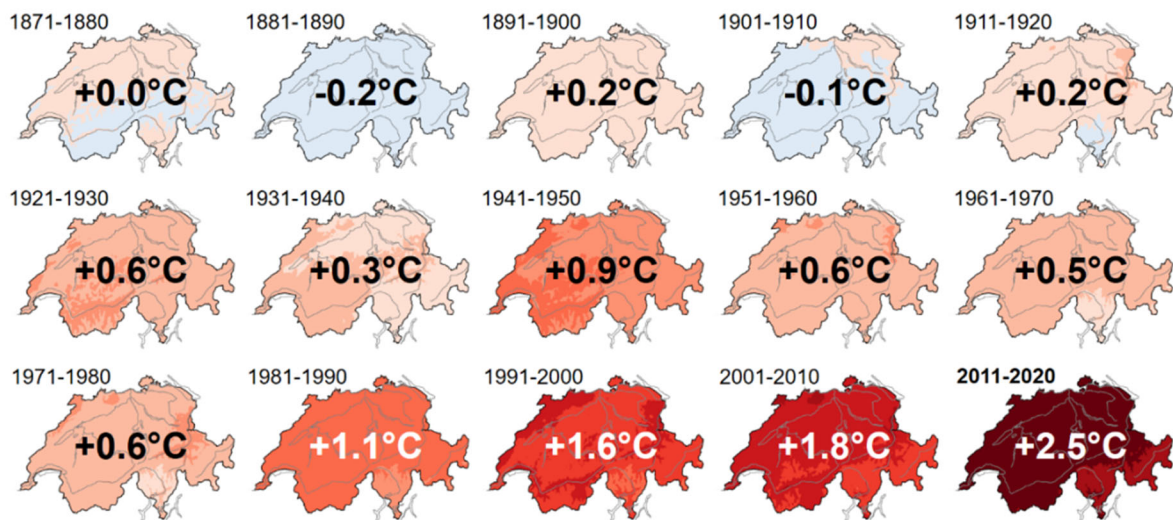 1871-1880
+0.0°C
1881-1890
-0.2°C
1891-1900
+0.2°C
1901-1910
-0.1°C
1911-1920
+0.2°C
1921-1930
+0.6°C
1931-1940
+0.3°C
1941-1950
+0.9°C
1951-1960
+0.6°C
1961-1970
+0.5°C
1971-1980
+0.6°C
1981-1990
+1.1°C
1991-2000
+1.6°C
2001-2010
+1.8°C
2011-2020
+2.5°C